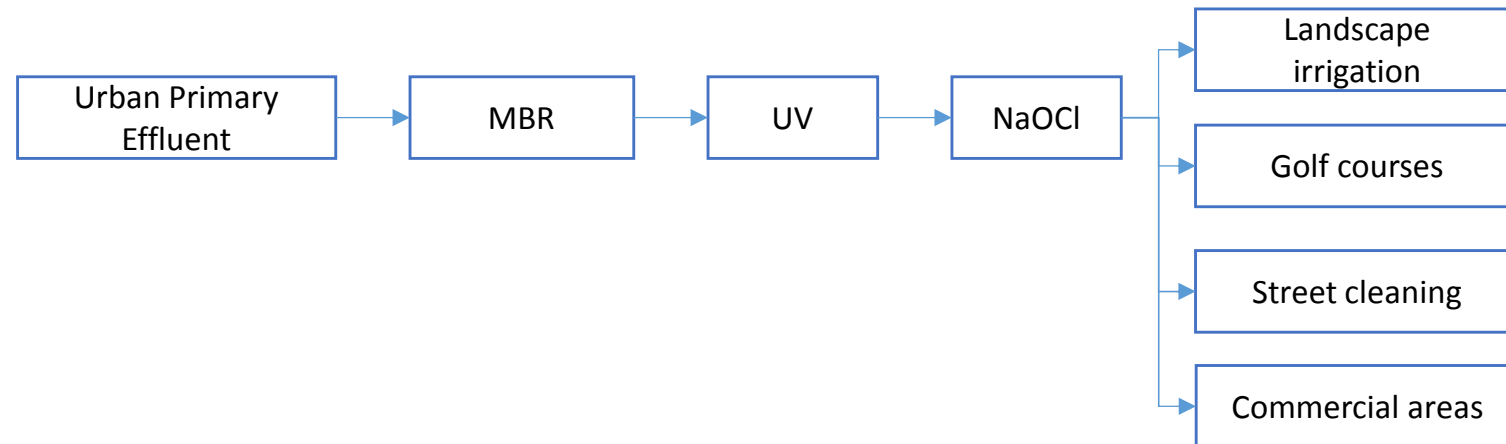 Urban Primary
Effluent
MBR
UV
NaOCl
Landscape
irrigation
Golf courses
Street cleaning
Commercial areas